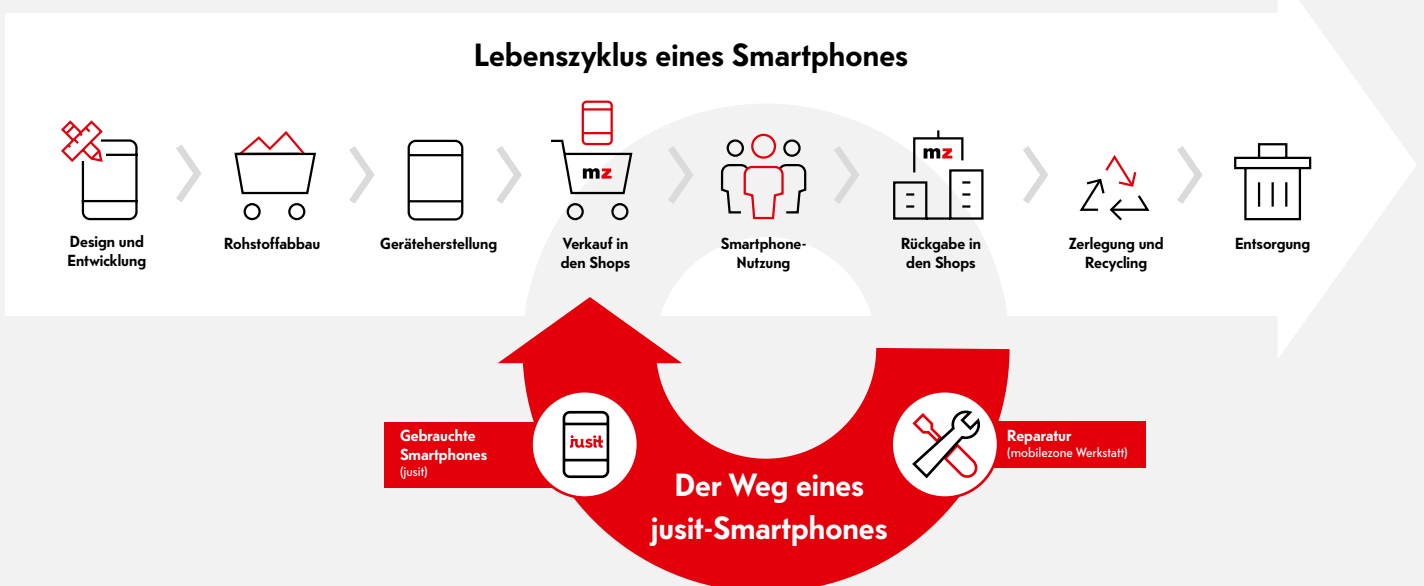 Lebenszyklus eines Smartphones
mz
mz
Design und
Entwicklung
Rohstoffabbau
Geräteherstellung
Verkauf in
den Shops
Smartphone-
Nutzung
Rückgabe in
den Shops
Zerlegung und
Recycling
Entsorgung
Gebrauchte
Smartphones
(jusit)
jusit
Reparatur
(mobilezone Werkstatt)
Der Weg eines
jusit-Smartphones